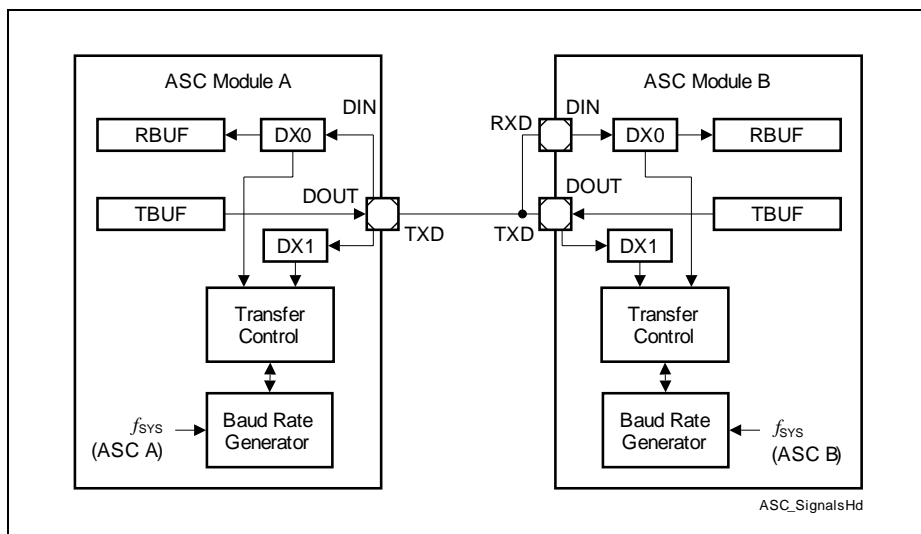 ASC Module A
DIN
RBUF
DX0
DOUT
TBUF
TXD
DX1
Transfer
Control
Baud Rate
Generator
fSYS
(ASC A)
ASC Module B
RXD
DIN
DX0
RBUF
DOUT
TXD
TBUF
DX1
Transfer
Control
Baud Rate
Generator
fSYS
(ASC B)
ASC_SignalsHd